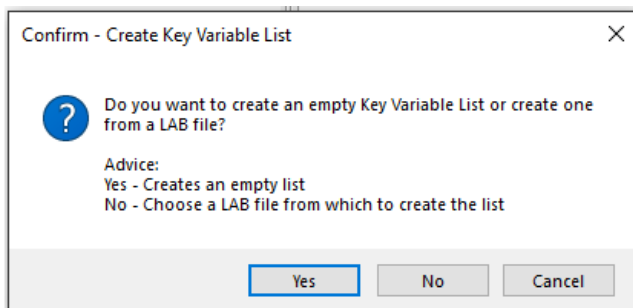 Confirm - Create Key Variable List
Do you want to create an empty Key Variable List or create one
from a LAB file?
Advice:
Yes - Creates an empty list
No - Choose a LAB file from which to create the list
Yes
No
Cancel